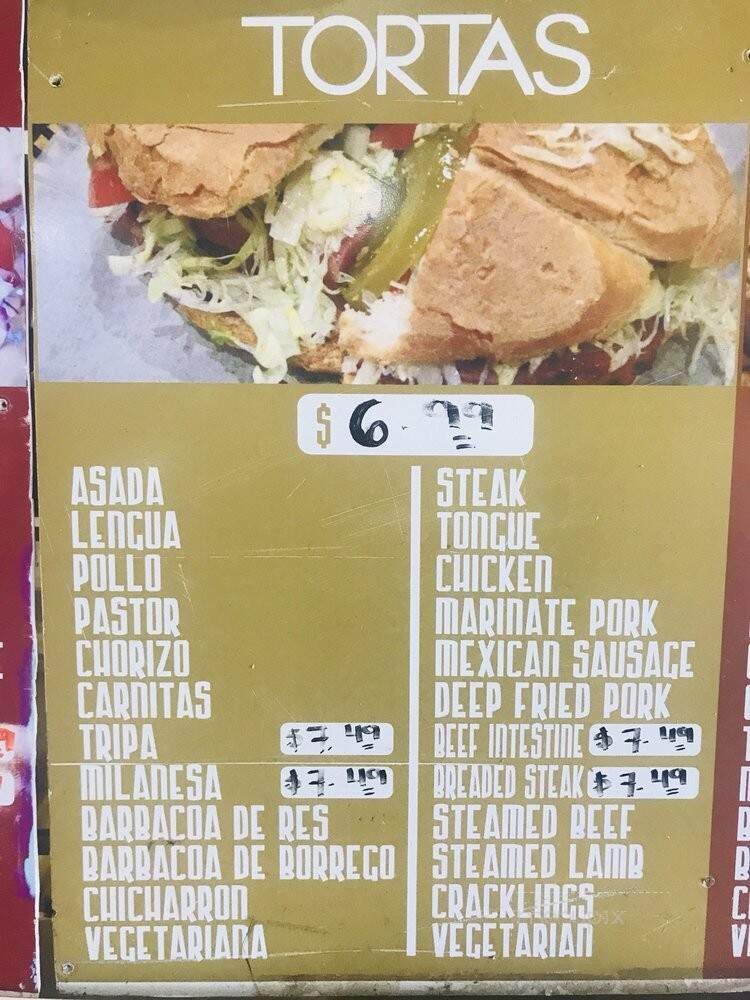 TORTAS
$ 6.99
ASADA
LENGUA
POLLO
PASTOR
CHORIZO
CARNITAS
TRIPA $7.49
MILANESA $7.49
BARBACOA DE RES
BARBACOA DE BORREGO
CHICHARRON
VEGETARIANA
STEAK
TONGUE
CHICKEN
MARINATE PORK
MEXICAN SAUSAGE
DEEP FRIED PORK
BEEF INTESTINE $7.49
BREADED STEAK $7.49
STEAMED BEEF
STEAMED LAMB
CRACKLINGS
VEGETARIAN